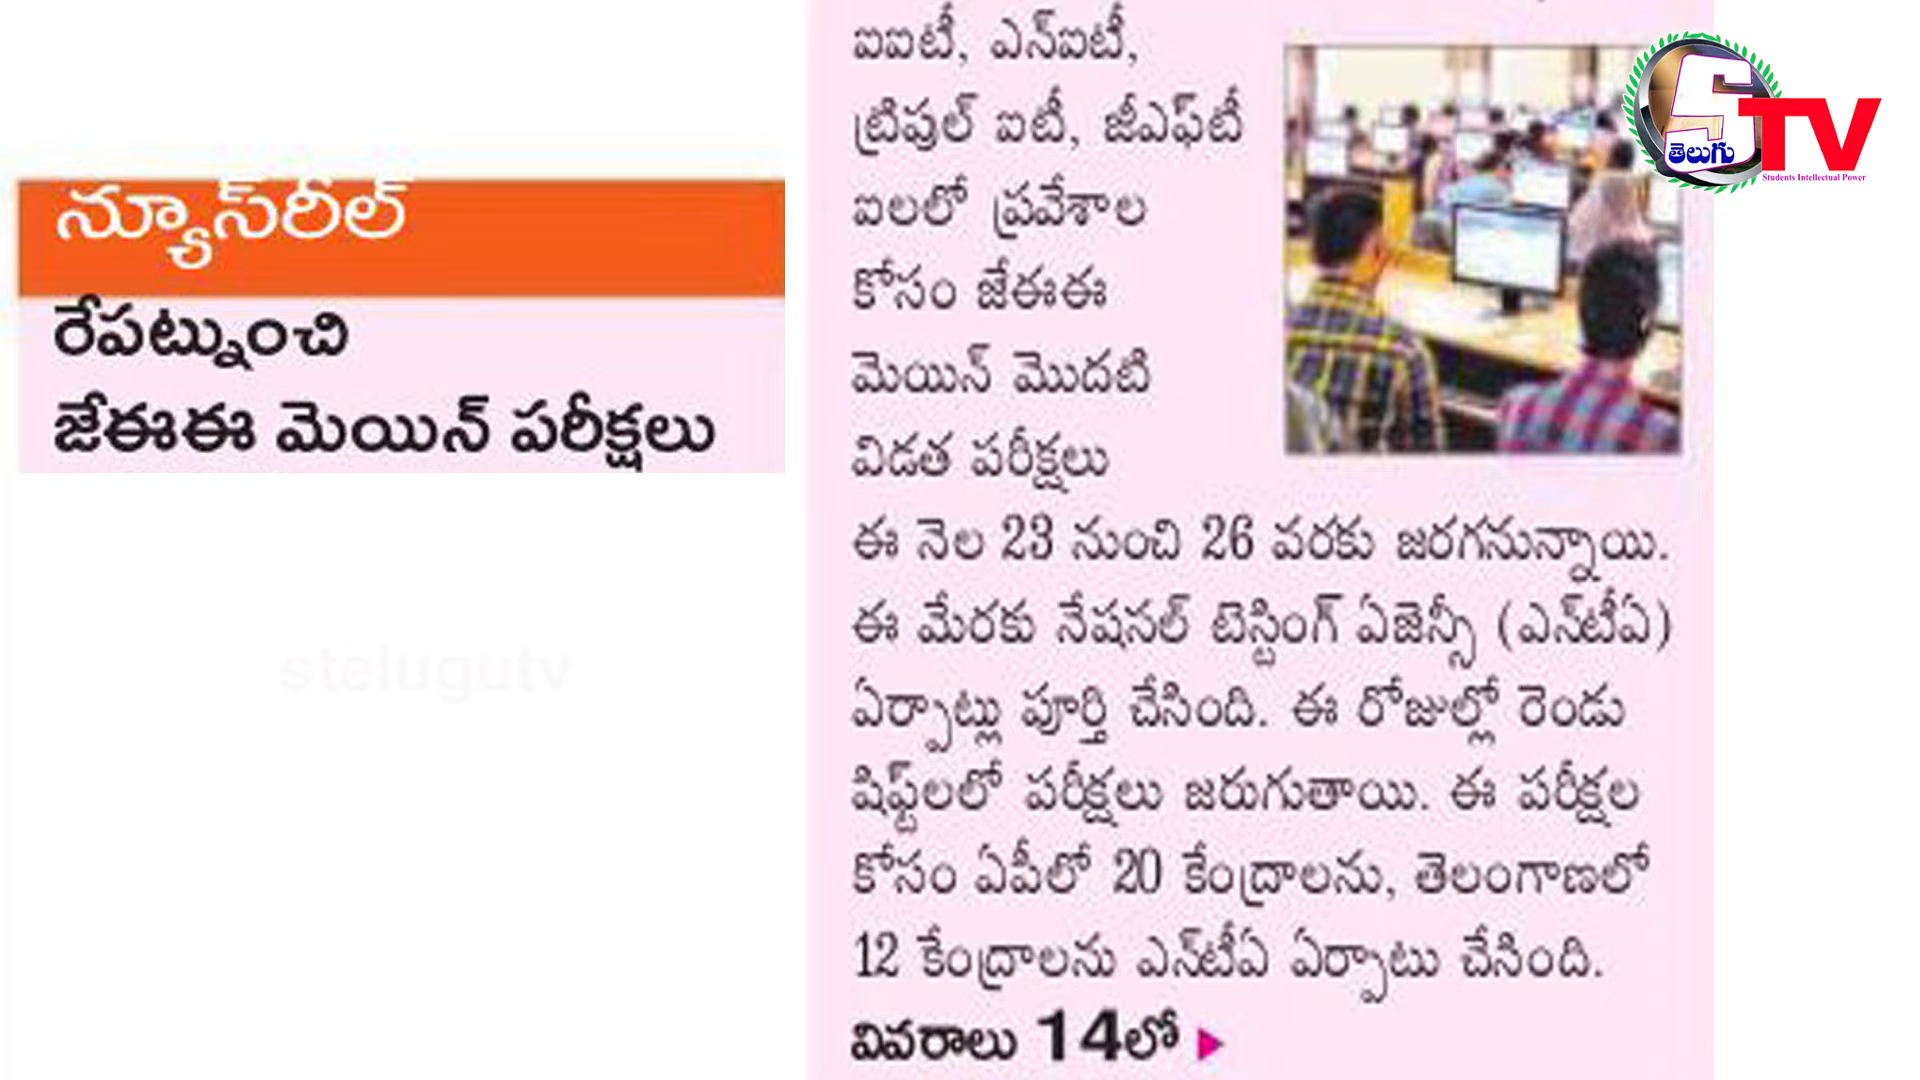 న్యూస్‌రీల్
రేపట్నుంచి
జేఈఈ మెయిన్ పరీక్షలు
stelugutv
ఐఐటీ, ఎన్ఐటీ,
ట్రిపుల్ ఐటీ, జీఎఫ్‌టీ
ఐలలో ప్రవేశాల
కోసం జేఈఈ
మెయిన్ మొదటి
విడత పరీక్షలు
ఈ నెల 23 నుంచి 26 వరకు జరగనున్నాయి.
ఈ మేరకు నేషనల్ టెస్టింగ్ ఏజెన్సీ (ఎన్‌టీఏ)
ఏర్పాట్లు పూర్తి చేసింది. ఈ రోజుల్లో రెండు
షిఫ్ట్‌లలో పరీక్షలు జరుగుతాయి. ఈ పరీక్షల
కోసం ఏపీలో 20 కేంద్రాలను, తెలంగాణలో
12 కేంద్రాలను ఎన్‌టీఏ ఏర్పాటు చేసింది.
వివరాలు 14లో
S TV
తెలుగు
Students Intellectual Power